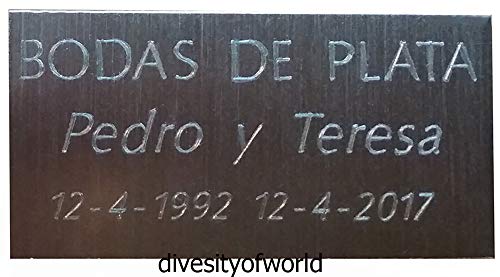 BODAS DE PLATA
Pedro y Teresa
12-4-1992 12-4-2017
divesityofworld